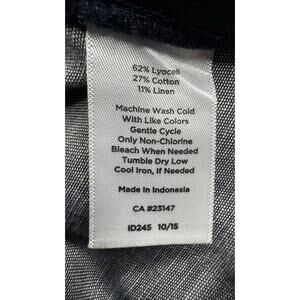 62% Lyocell
27% Cotton
11% Linen
Machine Wash Cold
With Like Colors
Gentle Cycle
Only Non-Chlorine
Bleach When Needed
Tumble Dry Low
Cool Iron, If Needed
Made In Indonesia
CA #23147
ID245 10/15